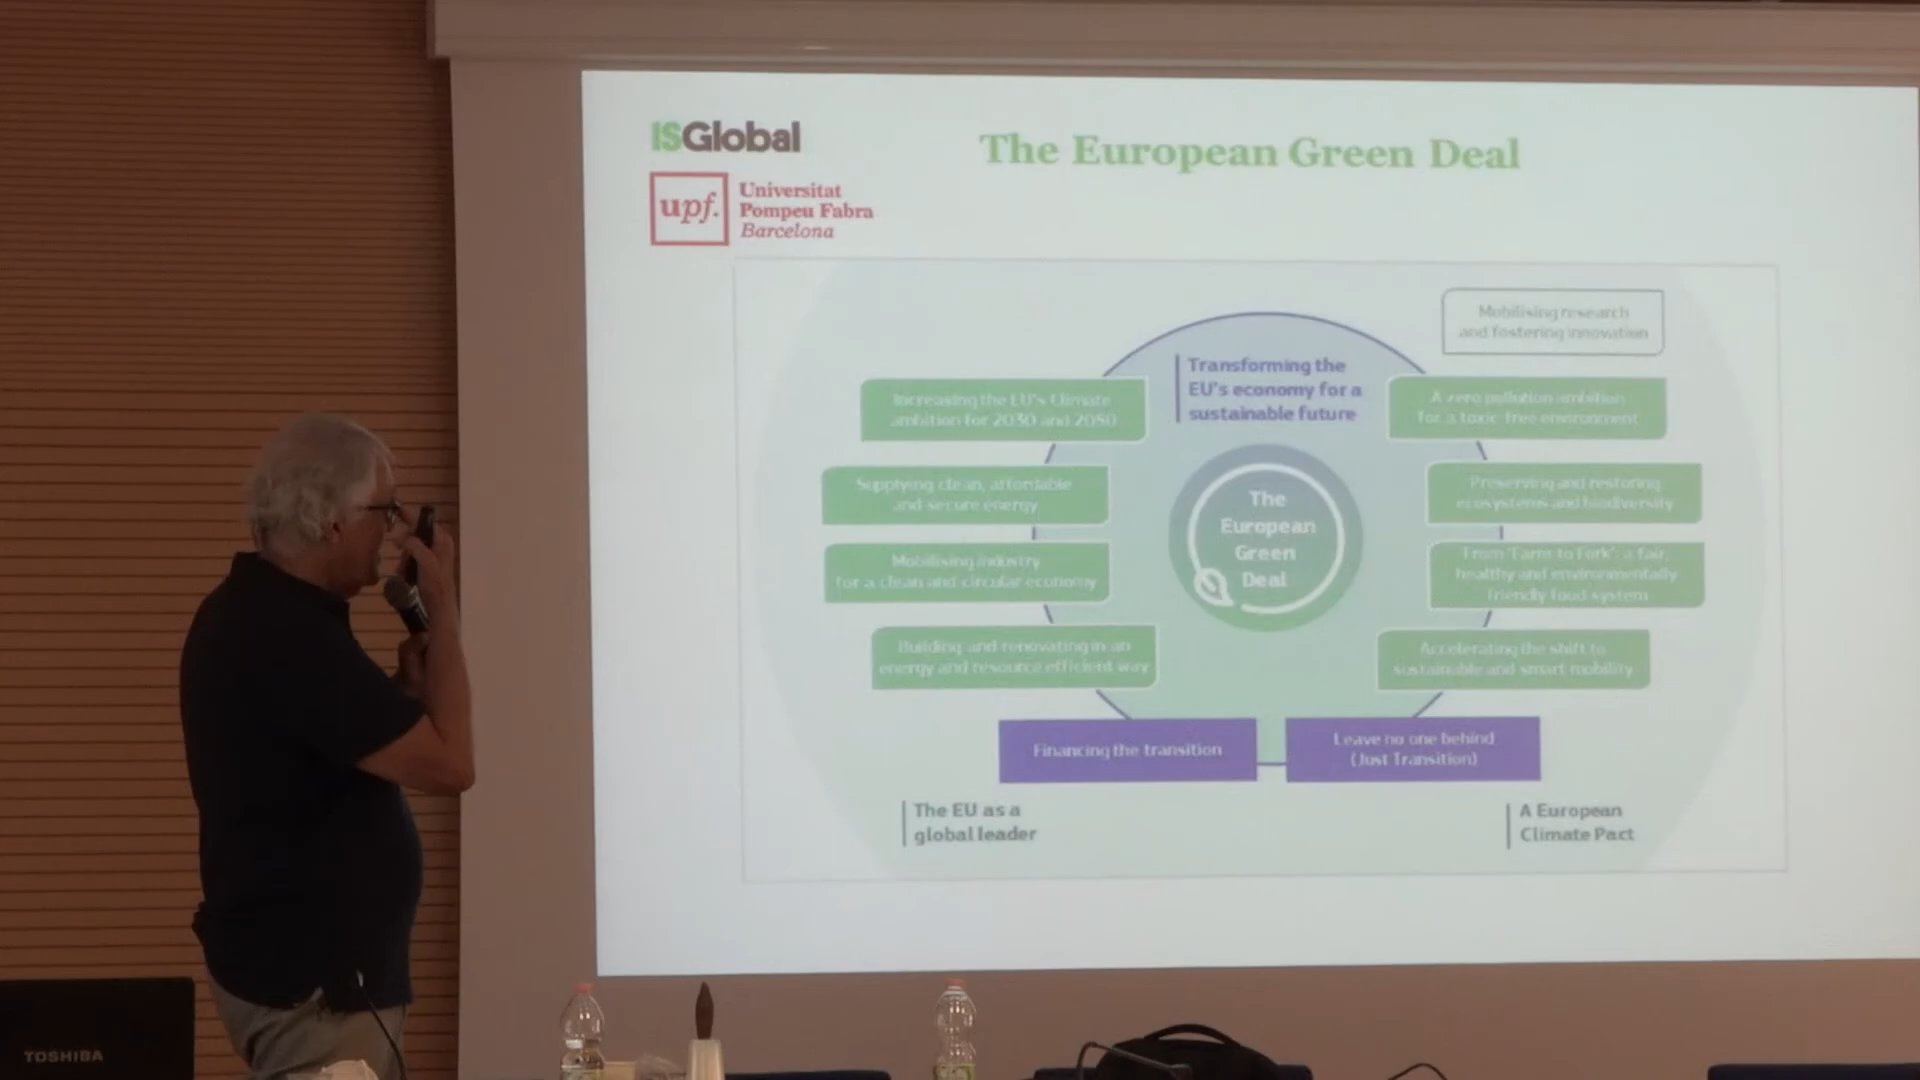 ISGlobal
The European Green Deal
upf.
Universitat
Pompeu Fabra
Barcelona
Mobilising research
and fostering innovation
Transforming the
EU's economy for a
sustainable future
Increasing the EU's Climate
ambition for 2030 and 2050
A zero pollution ambition
for a toxic-free environment
Supplying clean, affordable
and secure energy
Preserving and restoring
ecosystems and biodiversity
The
European
Green
Deal
Mobilising industry
for a clean and circular economy
From 'Farm to Fork': a fair,
healthy and environmentally
friendly food system
Building and renovating in an
energy and resource efficient way
Accelerating the shift to
sustainable and smart mobility
Financing the transition
Leave no one behind
(Just Transition)
The EU as a
global leader
A European
Climate Pact
TOSHIBA